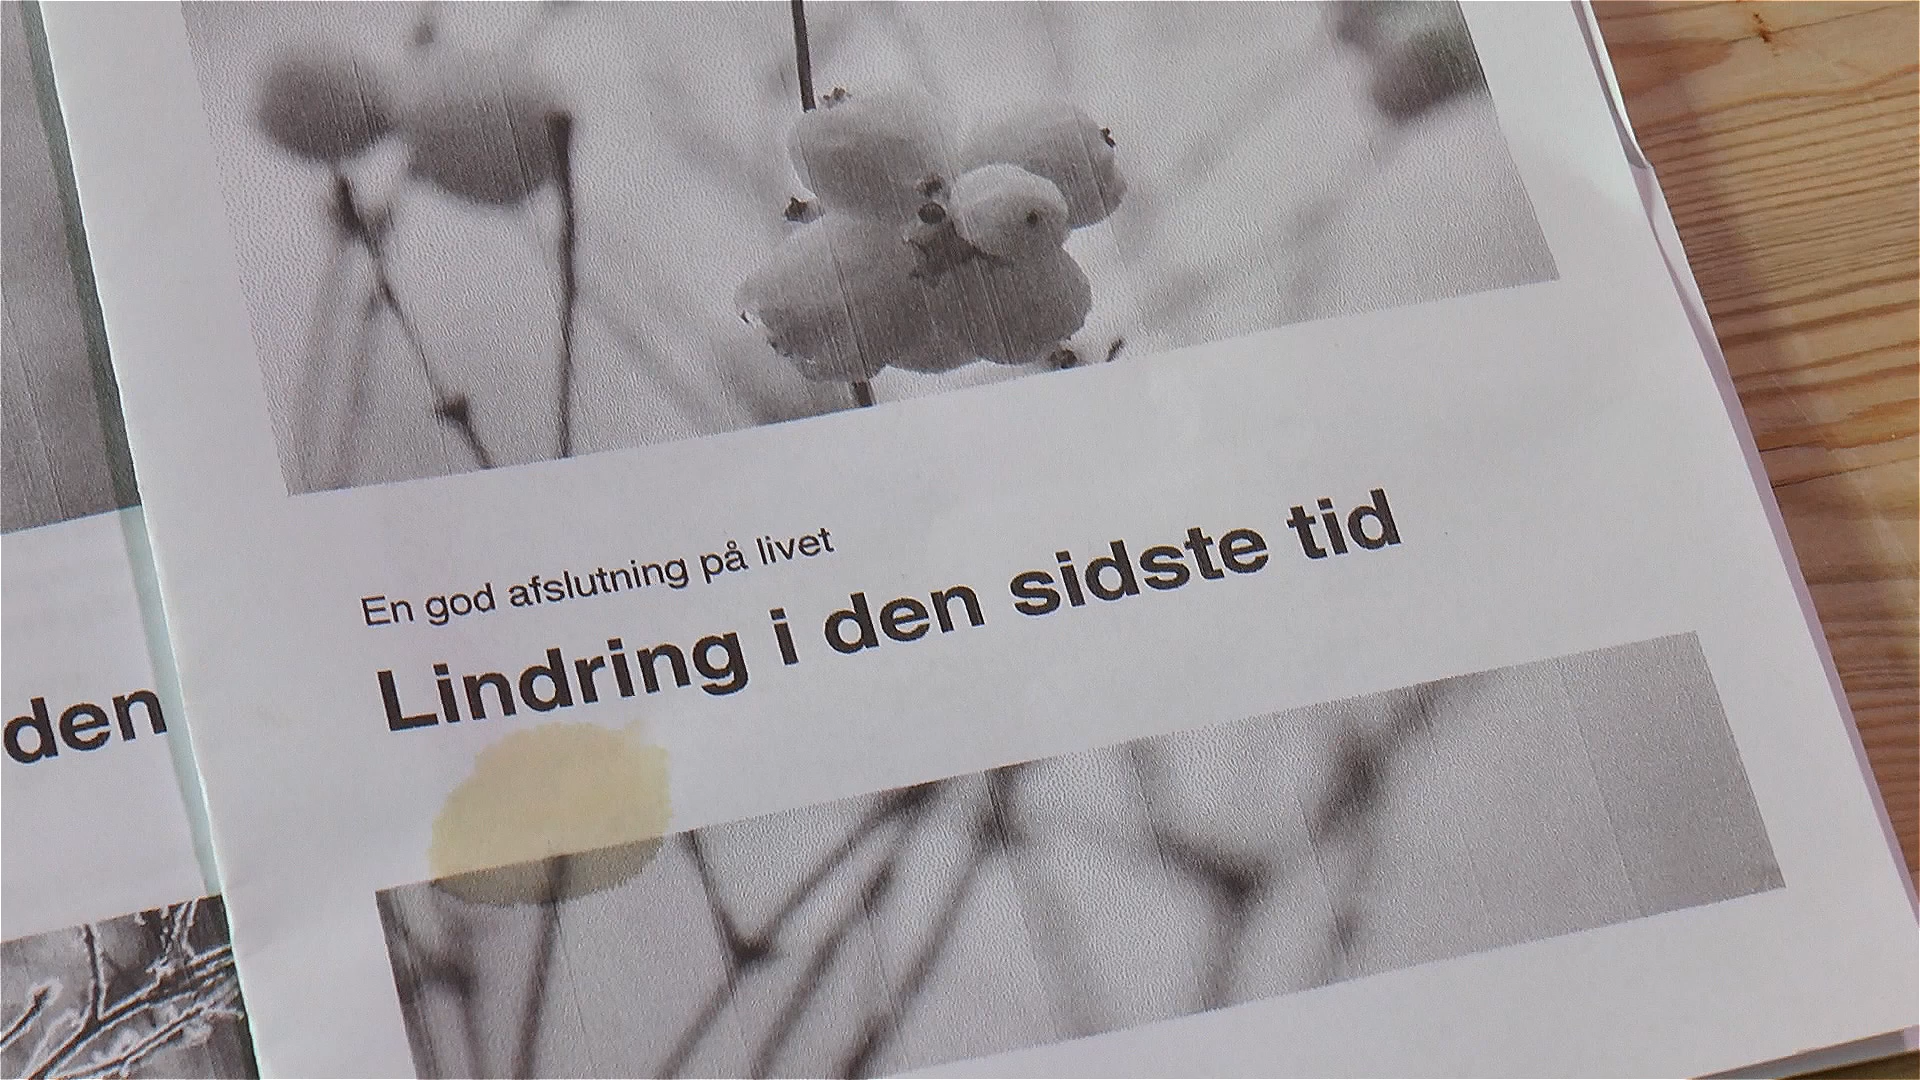 En god afslutning på livet
Lindring i den sidste tid
den